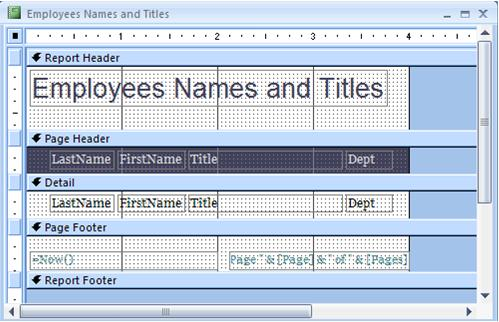 Employees Names and Titles
1 2 3 4
Report Header
Employees Names and Titles
Page Header
LastName FirstName Title Dept
Detail
LastName FirstName Title Dept
Page Footer
=Now() Page " & [Page] & " of " & [Pages]
Report Footer